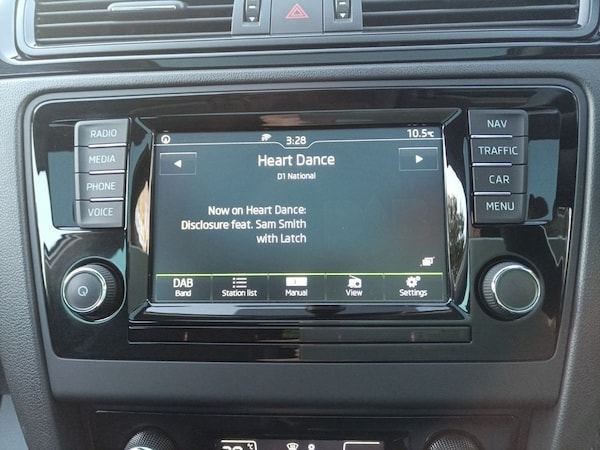 RADIO
MEDIA
PHONE
VOICE
3:28
10.5°C
Heart Dance
D1 National
Now on Heart Dance:
Disclosure feat. Sam Smith
with Latch
DAB
Band
Station list
Manual
View
Settings
NAV
TRAFFIC
CAR
MENU